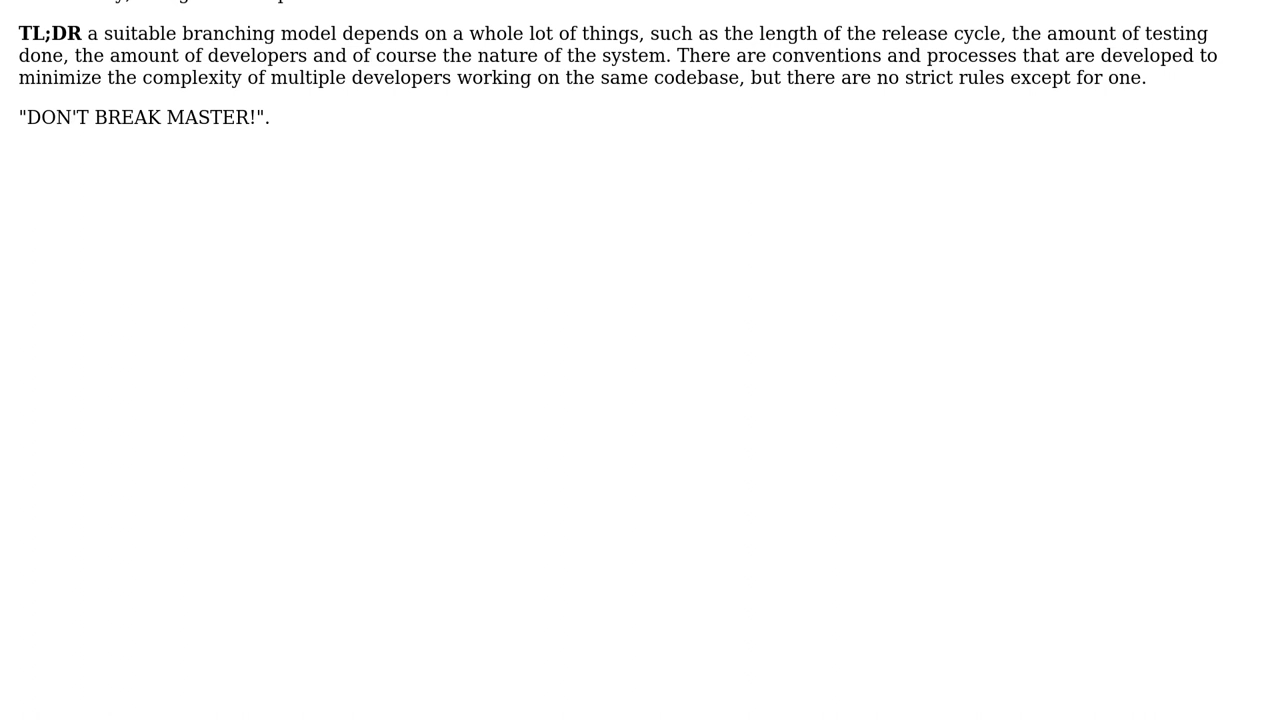 TL;DR a suitable branching model depends on a whole lot of things, such as the length of the release cycle, the amount of testing
done, the amount of developers and of course the nature of the system. There are conventions and processes that are developed to
minimize the complexity of multiple developers working on the same codebase, but there are no strict rules except for one.
"DON'T BREAK MASTER!".